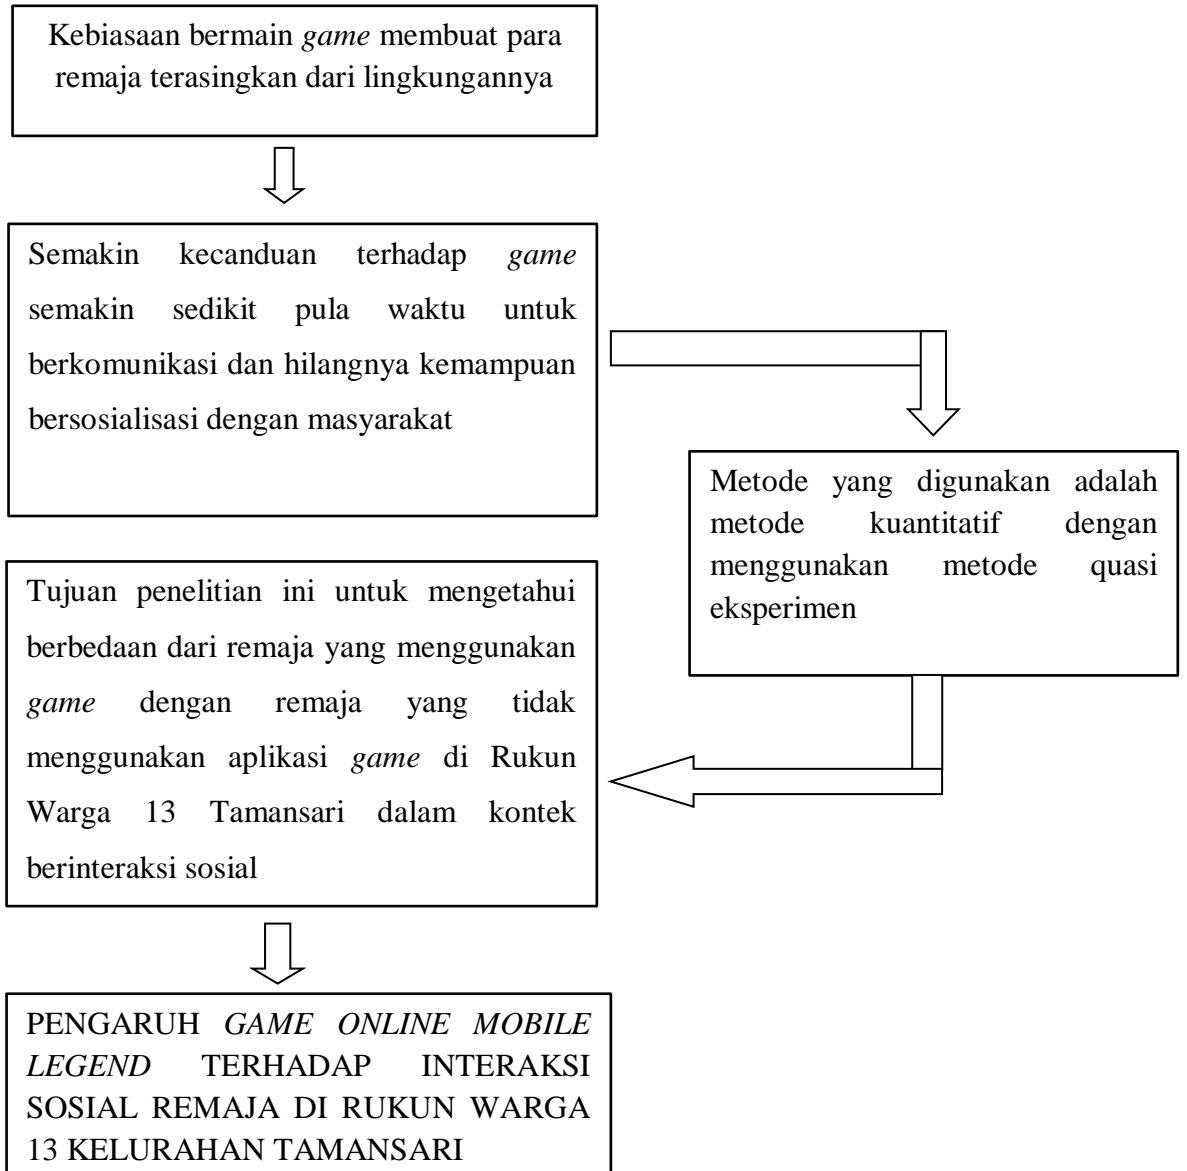 Kebiasaan bermain game membuat para
remaja terasingkan dari lingkungannya
Semakin kecanduan terhadap game
semakin sedikit pula waktu untuk
berkomunikasi dan hilangnya kemampuan
bersosialisasi dengan masyarakat
Metode yang digunakan adalah
metode kuantitatif dengan
menggunakan metode quasi
eksperimen
Tujuan penelitian ini untuk mengetahui
berbedaan dari remaja yang menggunakan
game dengan remaja yang tidak
menggunakan aplikasi game di Rukun
Warga 13 Tamansari dalam kontek
berinteraksi sosial
PENGARUH GAME ONLINE MOBILE
LEGEND TERHADAP INTERAKSI
SOSIAL REMAJA DI RUKUN WARGA
13 KELURAHAN TAMANSARI